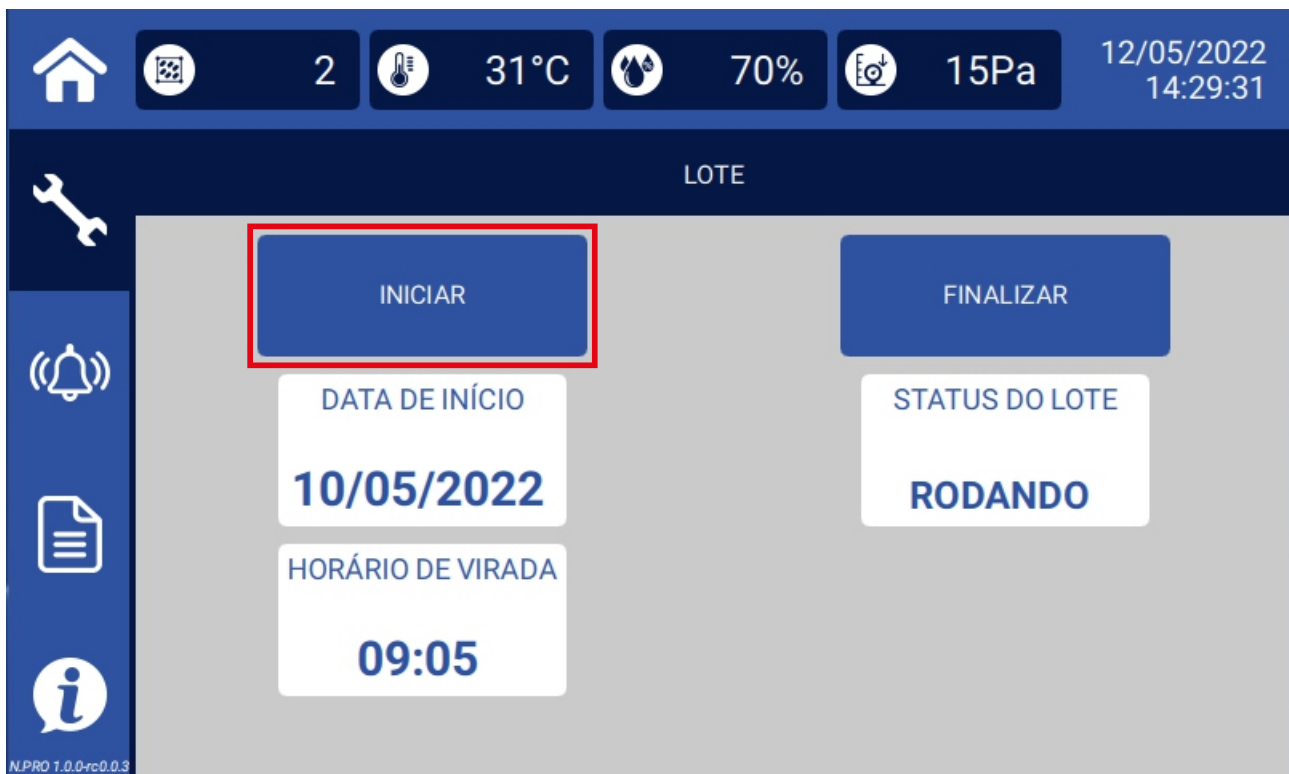 2
31°C
70%
15Pa
12/05/2022
14:29:31
LOTE
INICIAR
FINALIZAR
DATA DE INÍCIO
10/05/2022
STATUS DO LOTE
RODANDO
HORÁRIO DE VIRADA
09:05
N.PRO 1.0.0-rc0.0.3